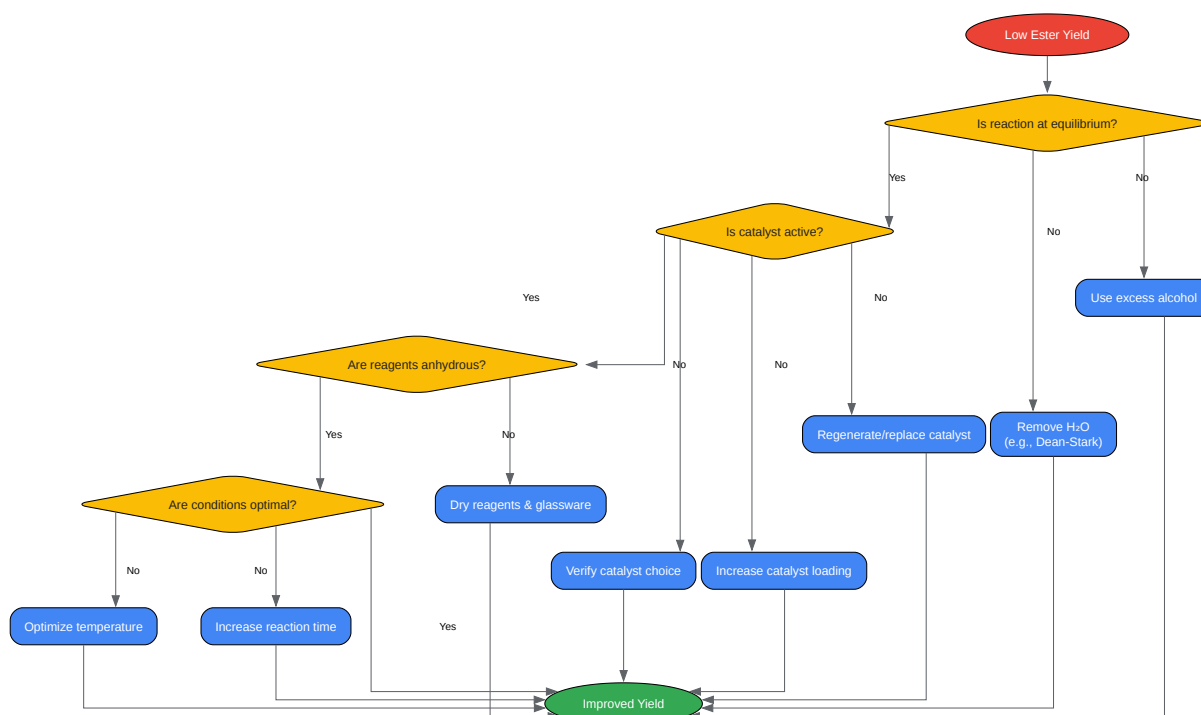 Low Ester Yield
Is reaction at equilibrium?
Yes
No
No
Is catalyst active?
Use excess alcohol
Yes
No
No
No
Are reagents anhydrous?
Regenerate/replace catalyst
Remove H₂O
(e.g., Dean-Stark)
Yes
No
Are conditions optimal?
Dry reagents & glassware
Verify catalyst choice
Increase catalyst loading
No
No
Optimize temperature
Increase reaction time
Yes
Improved Yield